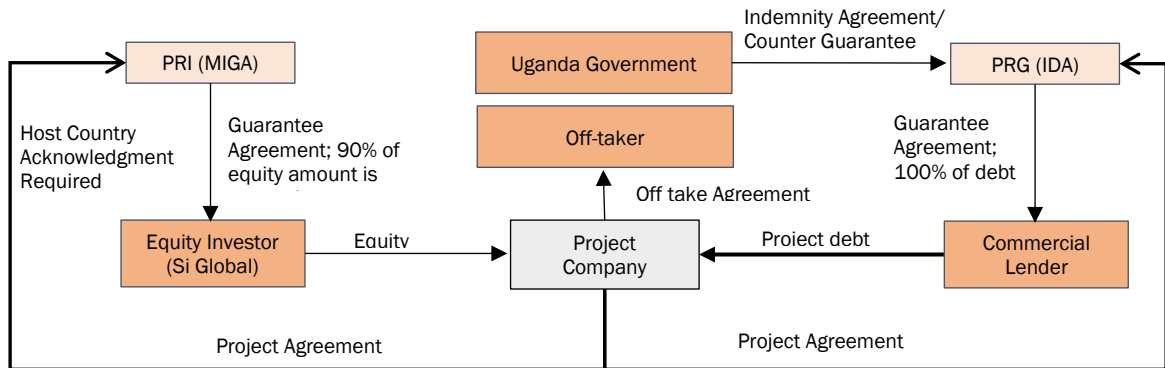 Indemnity Agreement/
Counter Guarantee
PRI (MIGA)
Uganda Government
PRG (IDA)
Host Country
Acknowledgment
Required
Guarantee
Agreement; 90% of
equity amount is
Off-taker
Guarantee
Agreement;
100% of debt
Off take Agreement
Equity Investor
(Si Global)
Equity
Project
Company
Project debt
Commercial
Lender
Project Agreement
Project Agreement